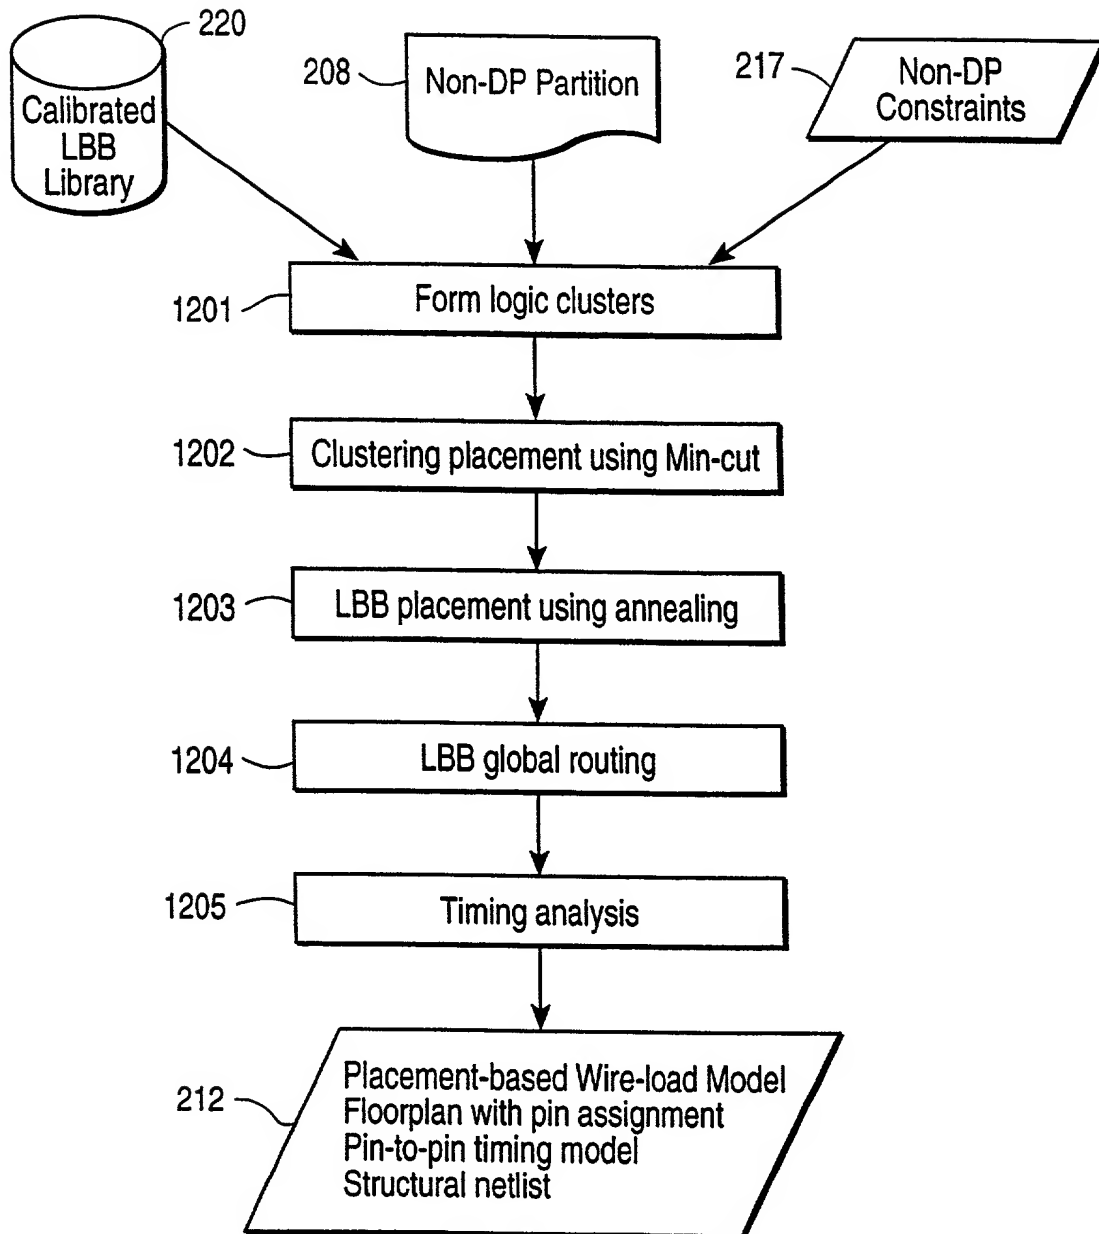 220
Calibrated
LBB
Library
208
Non-DP Partition
217
Non-DP
Constraints
1201
Form logic clusters
1202
Clustering placement using Min-cut
1203
LBB placement using annealing
1204
LBB global routing
1205
Timing analysis
212
Placement-based Wire-load Model
Floorplan with pin assignment
Pin-to-pin timing model
Structural netlist